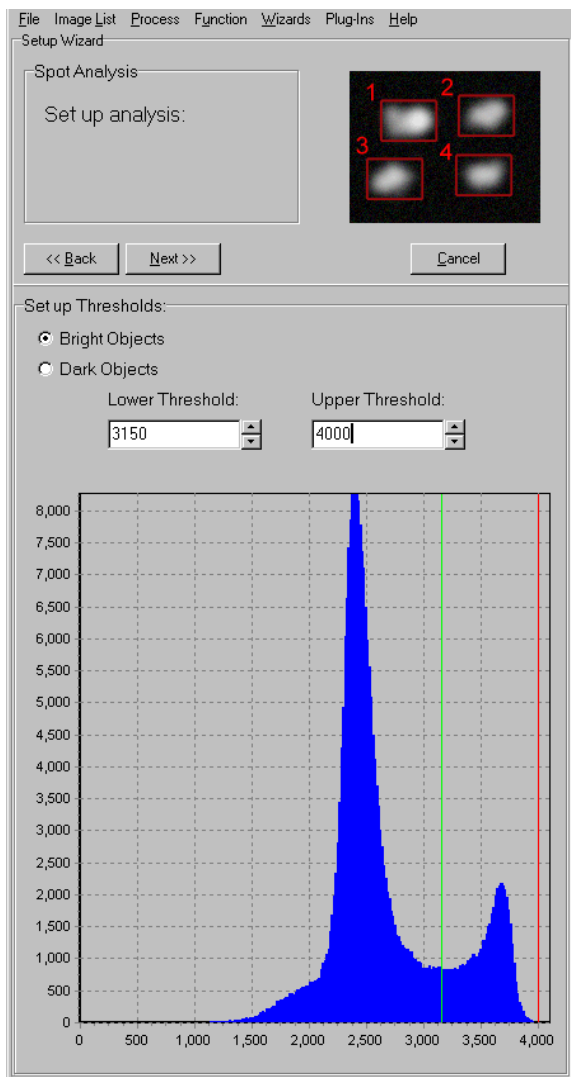 File Image List Process Function Wizards Plug-Ins Help
Setup Wizard
Spot Analysis
Set up analysis:
1
2
3
4
<< Back
Next >>
Cancel
Set up Thresholds:
Bright Objects
Dark Objects
Lower Threshold:
Upper Threshold:
3150
4000
8,000
7,500
7,000
6,500
6,000
5,500
5,000
4,500
4,000
3,500
3,000
2,500
2,000
1,500
1,000
500
0
0 500 1,000 1,500 2,000 2,500 3,000 3,500 4,000